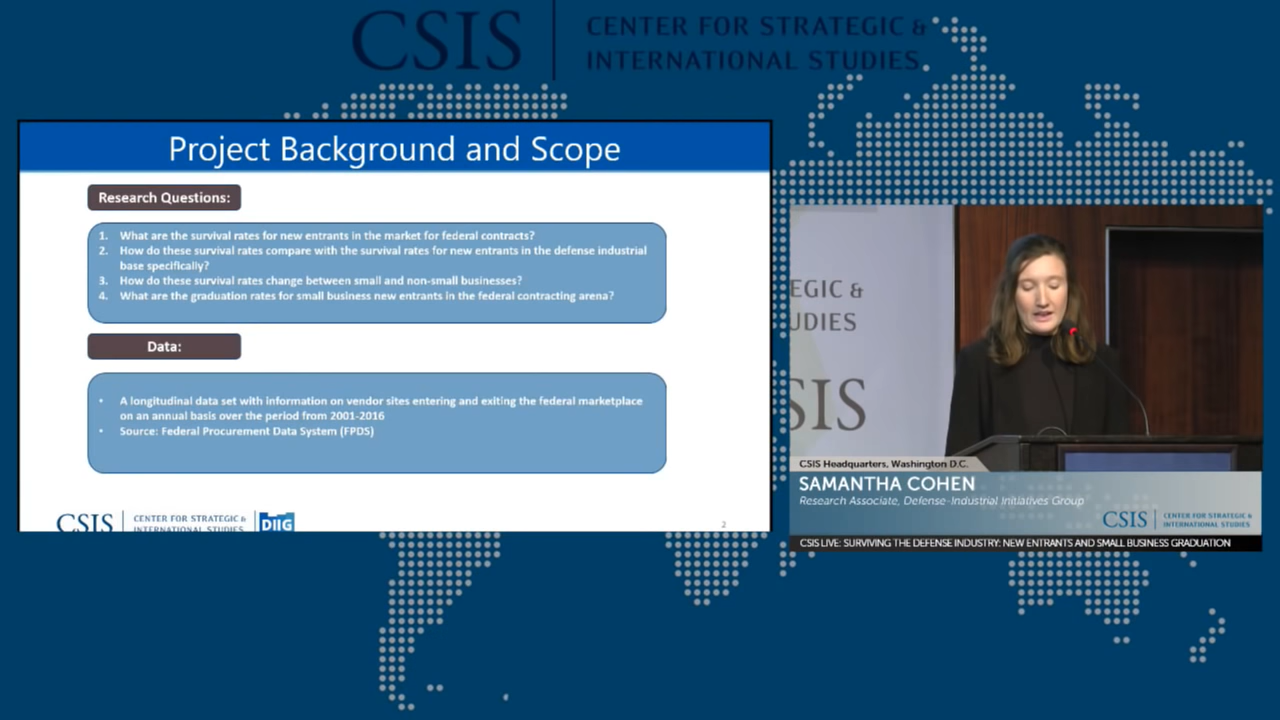 CSIS
CENTER FOR STRATEGIC &
INTERNATIONAL STUDIES
Project Background and Scope
Research Questions:
1. What are the survival rates for new entrants in the market for federal contracts?
2. How do these survival rates compare with the survival rates for new entrants in the defense industrial
base specifically?
3. How do these survival rates change between small and non-small businesses?
4. What are the graduation rates for small business new entrants in the federal contracting arena?
Data:
• A longitudinal data set with information on vendor sites entering and exiting the federal marketplace
on an annual basis over the period from 2001-2016
• Source: Federal Procurement Data System (FPDS)
CSIS
CENTER FOR STRATEGIC &
INTERNATIONAL STUDIES
DIIG
2
EGIC &
UDIES
SIS
CSIS Headquarters, Washington D.C.
SAMANTHA COHEN
Research Associate, Defense-Industrial Initiatives Group
CSIS
CENTER FOR STRATEGIC &
INTERNATIONAL STUDIES
CSIS LIVE: SURVIVING THE DEFENSE INDUSTRY: NEW ENTRANTS AND SMALL BUSINESS GRADUATION